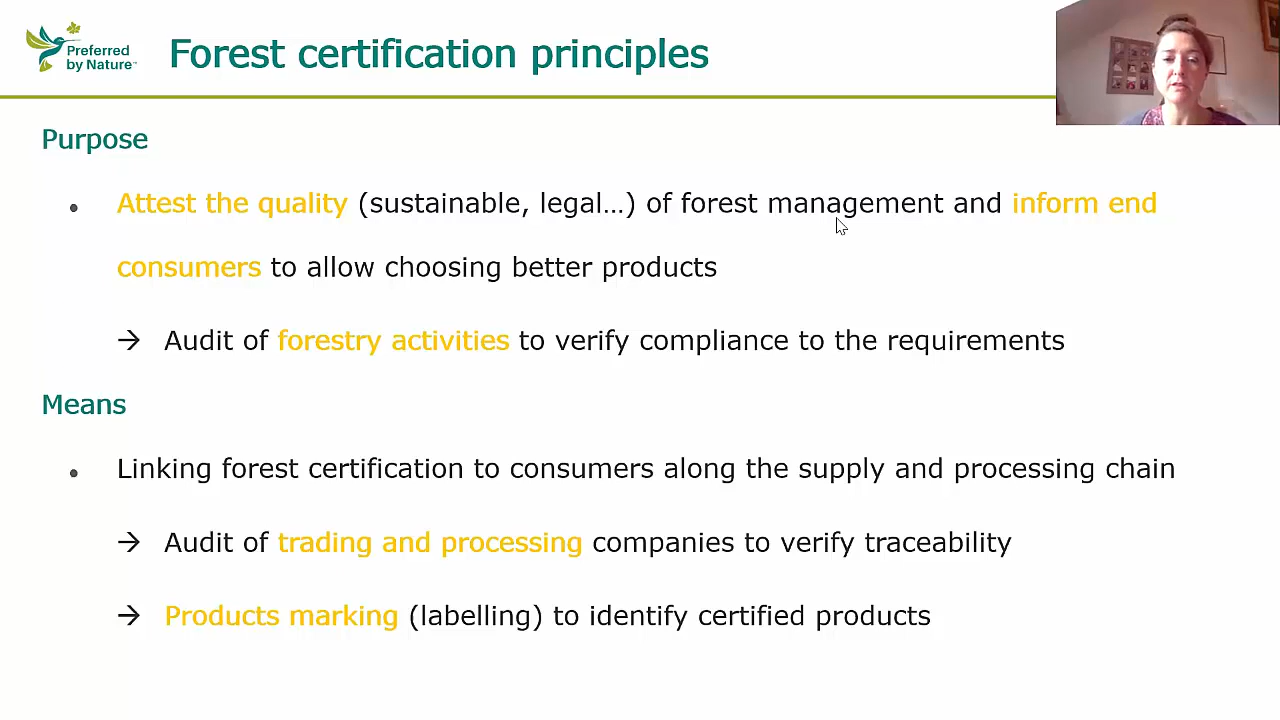 Preferred
by Nature™
Forest certification principles
Purpose
• Attest the quality (sustainable, legal…) of forest management and inform end
consumers to allow choosing better products
→ Audit of forestry activities to verify compliance to the requirements
Means
• Linking forest certification to consumers along the supply and processing chain
→ Audit of trading and processing companies to verify traceability
→ Products marking (labelling) to identify certified products